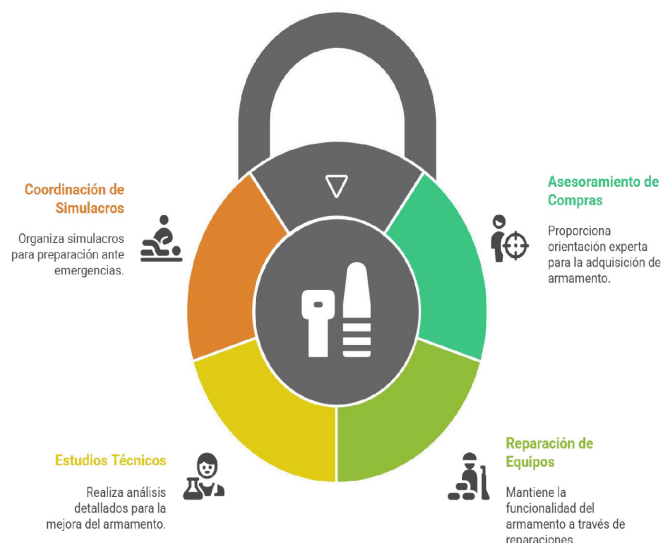 Coordinación de
Simulacros
Organiza simulacros
para preparación ante
emergencias.
Asesoramiento de
Compras
Proporciona
orientación experta
para la adquisición de
armamento.
Estudios Técnicos
Realiza análisis
detallados para la
mejora del armamento.
Reparación de
Equipos
Mantiene la
funcionalidad del
armamento a través de
reparaciones.